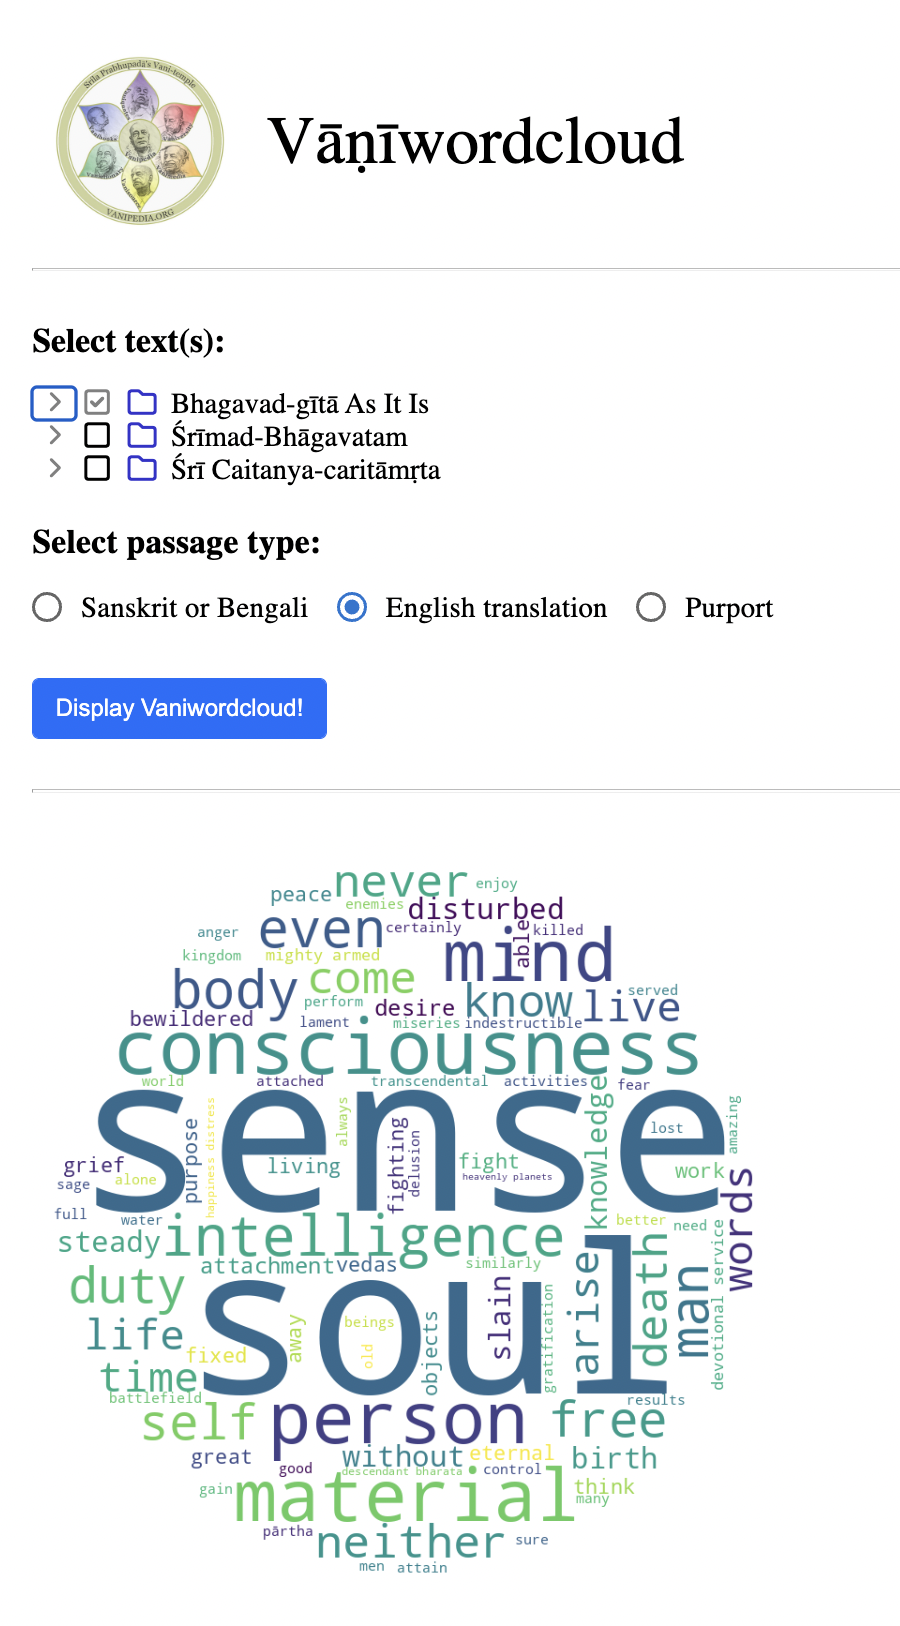 Śrīla Prabhupāda's Vani-temple
VANIPEDIA.ORG
Vāṇīwordcloud
Select text(s):
Bhagavad-gītā As It Is
Śrīmad-Bhāgavatam
Śrī Caitanya-caritāmṛta
Select passage type:
Sanskrit or Bengali English translation Purport
Display Vaniwordcloud!
never
enjoy
peace
enemies
disturbed
even
certainly
able
killed
anger
mind
kingdom
mighty armed
come
body
perform
desire
know
live
served
bewildered
lament
miseries
indestructible
consciousness
world
attached
transcendental
activities
fear
sense
knowledge
always
happiness distress
purpose
fighting
delusion
lost
amazing
grief
living
fight
work
sage
alone
heavenly planets
words
full
water
intelligence
better
need
steady
attachment
vedas
similarly
devotional service
duty
soul
arise
death
man
slain
gratification
objects
beings
away
old
life
fixed
time
battlefield
results
self
person
free
great
without
eternal
birth
good
descendant bharata
control
gain
material
think
many
pārtha
neither
sure
men
attain